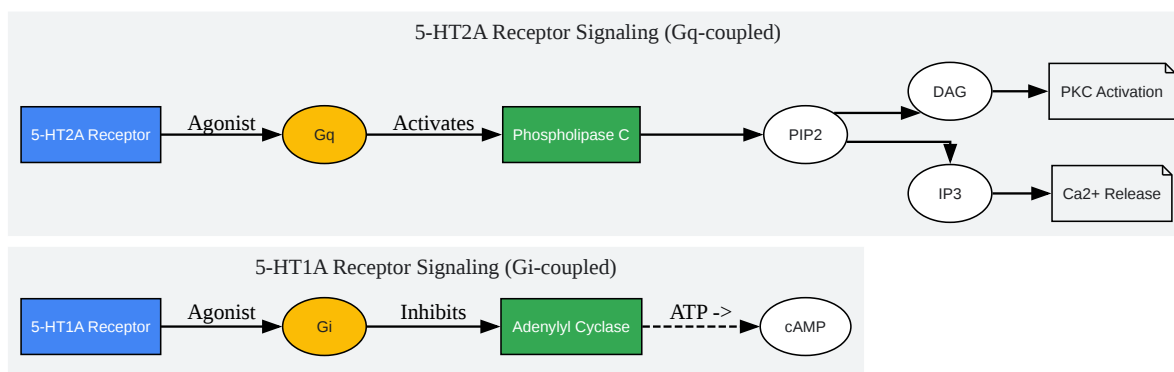 5-HT2A Receptor Signaling (Gq-coupled)
5-HT2A Receptor
Agonist
Gq
Activates
Phospholipase C
PIP2
DAG
PKC Activation
IP3
Ca2+ Release
5-HT1A Receptor Signaling (Gi-coupled)
5-HT1A Receptor
Agonist
Gi
Inhibits
Adenylyl Cyclase
ATP ->
cAMP